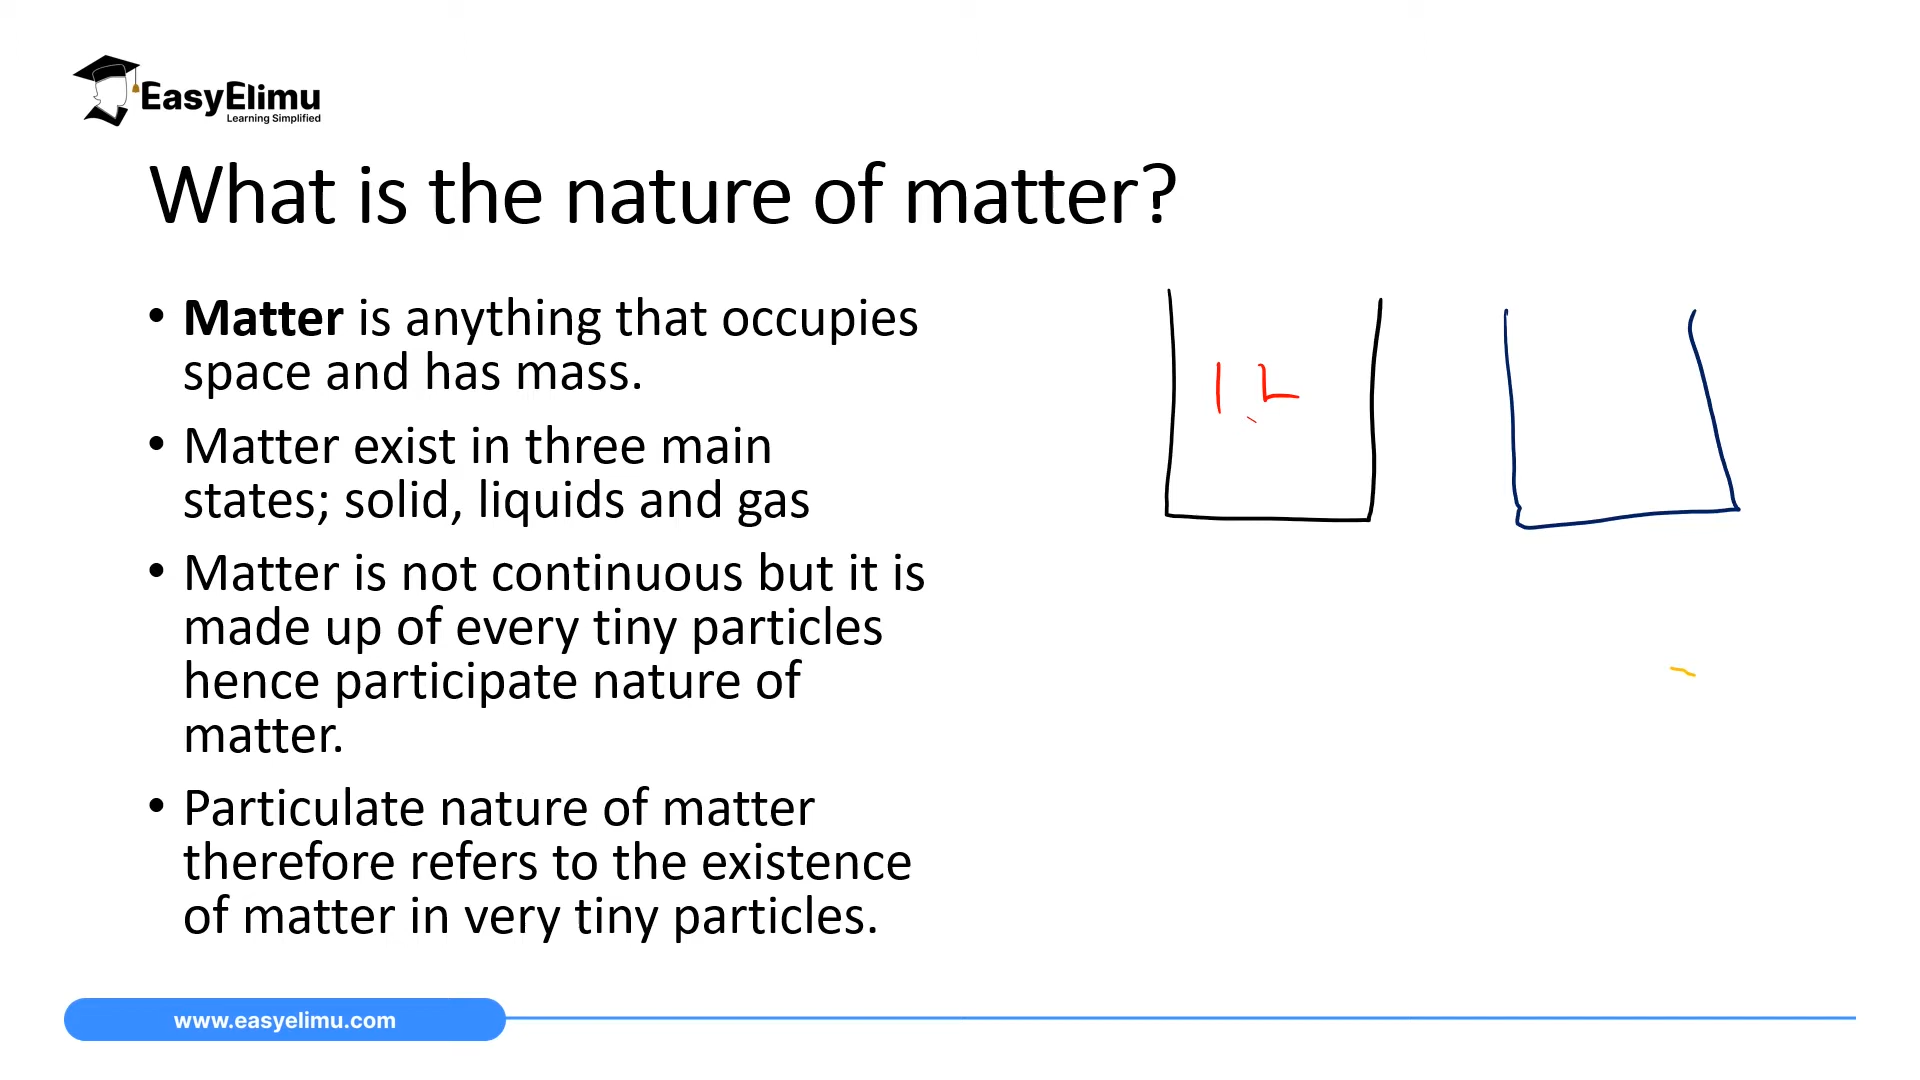 EasyElimu
Learning Simplified
What is the nature of matter?
• Matter is anything that occupies
space and has mass.
• Matter exist in three main
states; solid, liquids and gas
• Matter is not continuous but it is
made up of every tiny particles
hence participate nature of
matter.
• Particulate nature of matter
therefore refers to the existence
of matter in very tiny particles.
1 L
www.easyelimu.com